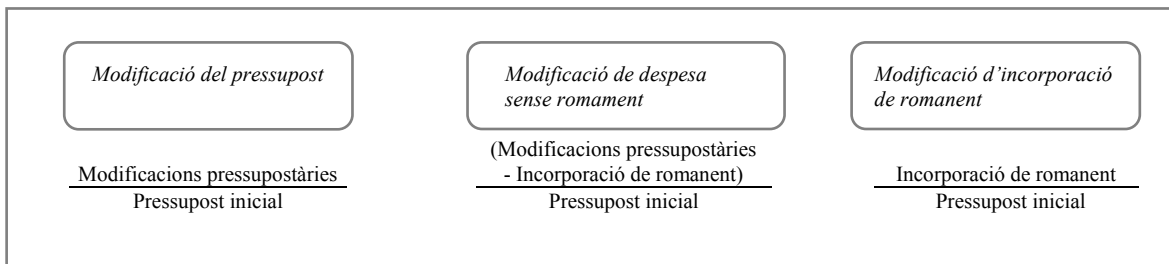 Modificació del pressupost
Modificació de despesa
sense romament
Modificació d'incorporació
de romanent
Modificacions pressupostàries
Pressupost inicial
(Modificacions pressupostàries
- Incorporació de romanent)
Pressupost inicial
Incorporació de romanent
Pressupost inicial